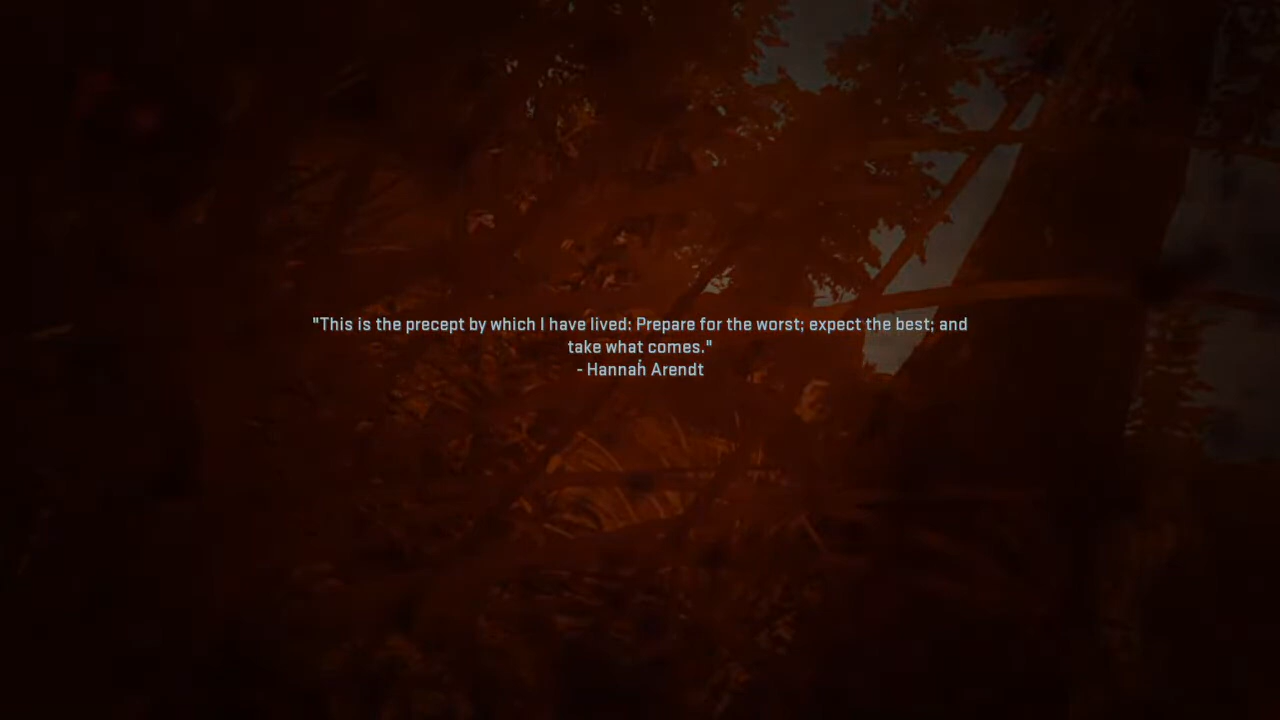 "This is the precept by which I have lived: Prepare for the worst; expect the best; and
take what comes."
- Hannah Arendt